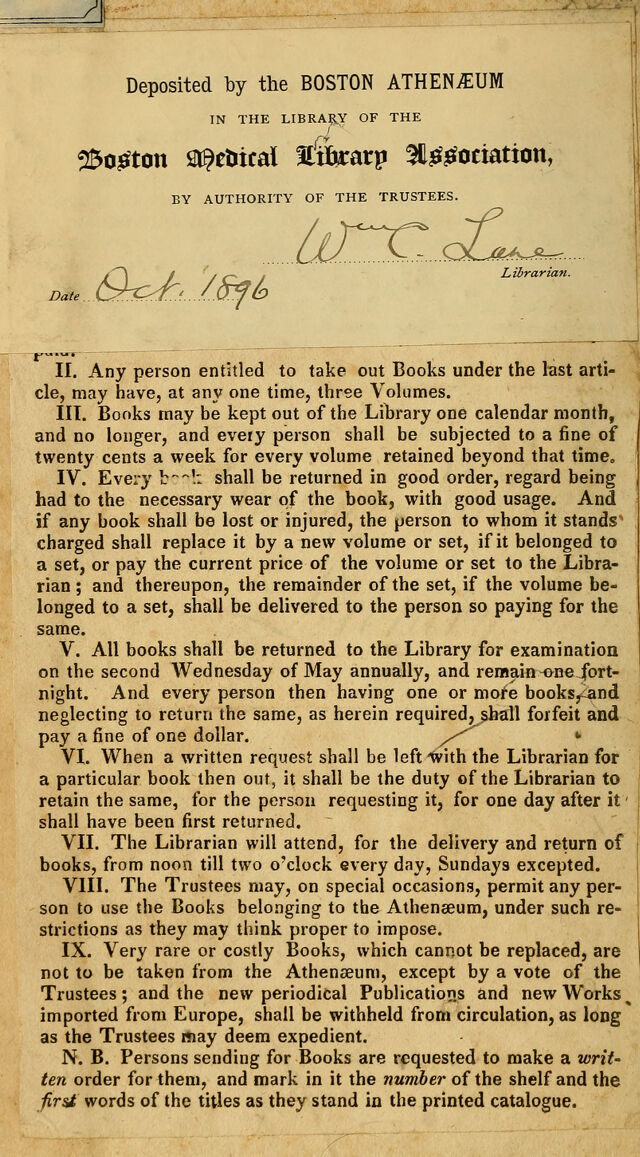 Deposited by the BOSTON ATHENÆUM
IN THE LIBRARY OF THE
Boston Medical Library Association,
BY AUTHORITY OF THE TRUSTEES.
Wm C. Lane
Librarian.
Date Oct. 1896
paid.
II. Any person entitled to take out Books under the last arti-
cle, may have, at any one time, three Volumes.
III. Books may be kept out of the Library one calendar month,
and no longer, and every person shall be subjected to a fine of
twenty cents a week for every volume retained beyond that time.
IV. Every book shall be returned in good order, regard being
had to the necessary wear of the book, with good usage. And
if any book shall be lost or injured, the person to whom it stands
charged shall replace it by a new volume or set, if it belonged to
a set, or pay the current price of the volume or set to the Libra-
rian; and thereupon, the remainder of the set, if the volume be-
longed to a set, shall be delivered to the person so paying for the
same.
V. All books shall be returned to the Library for examination
on the second Wednesday of May annually, and remain one fort-
night. And every person then having one or more books, and
neglecting to return the same, as herein required, shall forfeit and
pay a fine of one dollar.
VI. When a written request shall be left with the Librarian for
a particular book then out, it shall be the duty of the Librarian to
retain the same, for the person requesting it, for one day after it
shall have been first returned.
VII. The Librarian will attend, for the delivery and return of
books, from noon till two o'clock every day, Sundays excepted.
VIII. The Trustees may, on special occasions, permit any per-
son to use the Books belonging to the Athenæum, under such re-
strictions as they may think proper to impose.
IX. Very rare or costly Books, which cannot be replaced, are
not to be taken from the Athenæum, except by a vote of the
Trustees; and the new periodical Publications and new Works
imported from Europe, shall be withheld from circulation, as long
as the Trustees may deem expedient.
N. B. Persons sending for Books are requested to make a writ-
ten order for them, and mark in it the number of the shelf and the
first words of the titles as they stand in the printed catalogue.